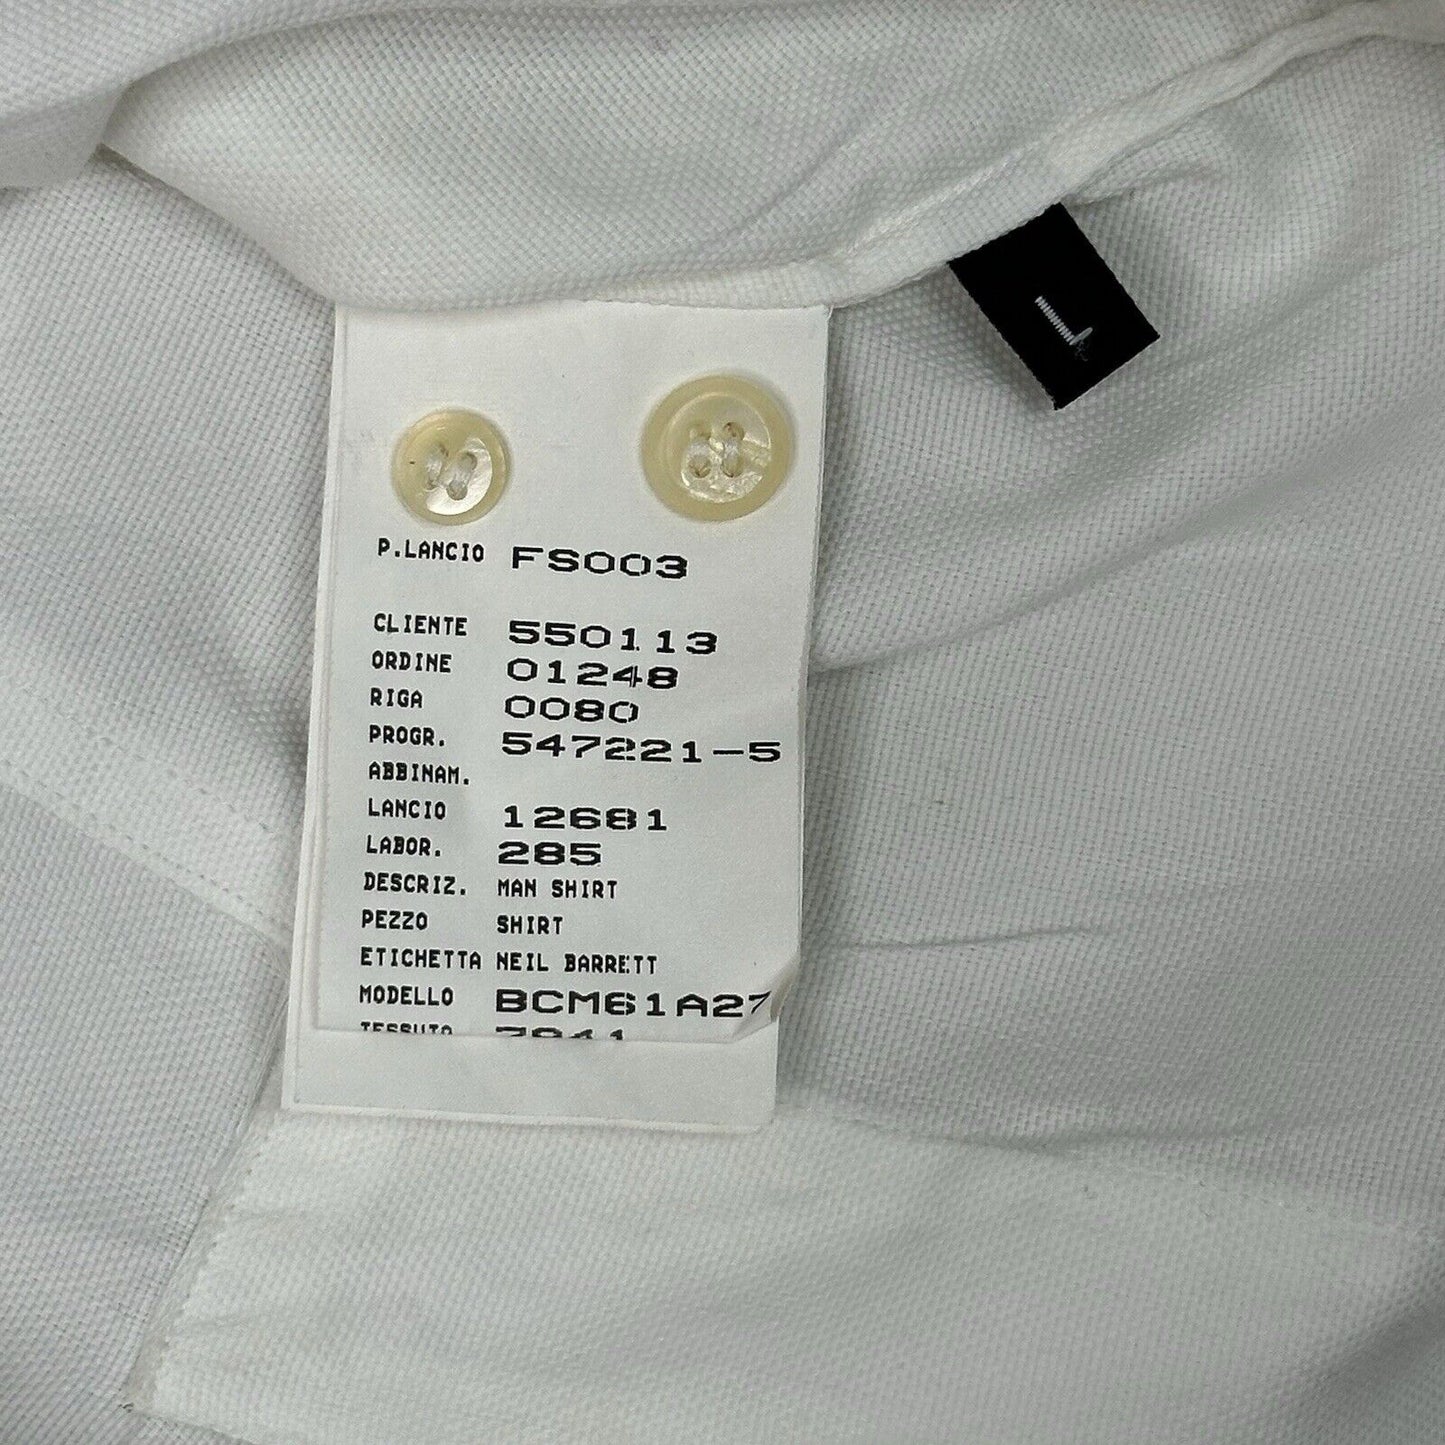 L
P.LANCIO FS003
CLIENTE 550113
ORDINE 01248
RIGA 0080
PROGR. 547221-5
ABBINAM.
LANCIO 12681
LABOR. 285
DESCRIZ. MAN SHIRT
PEZZO SHIRT
ETICHETTA NEIL BARRETT
MODELLO BCM61A27
TESSUTO